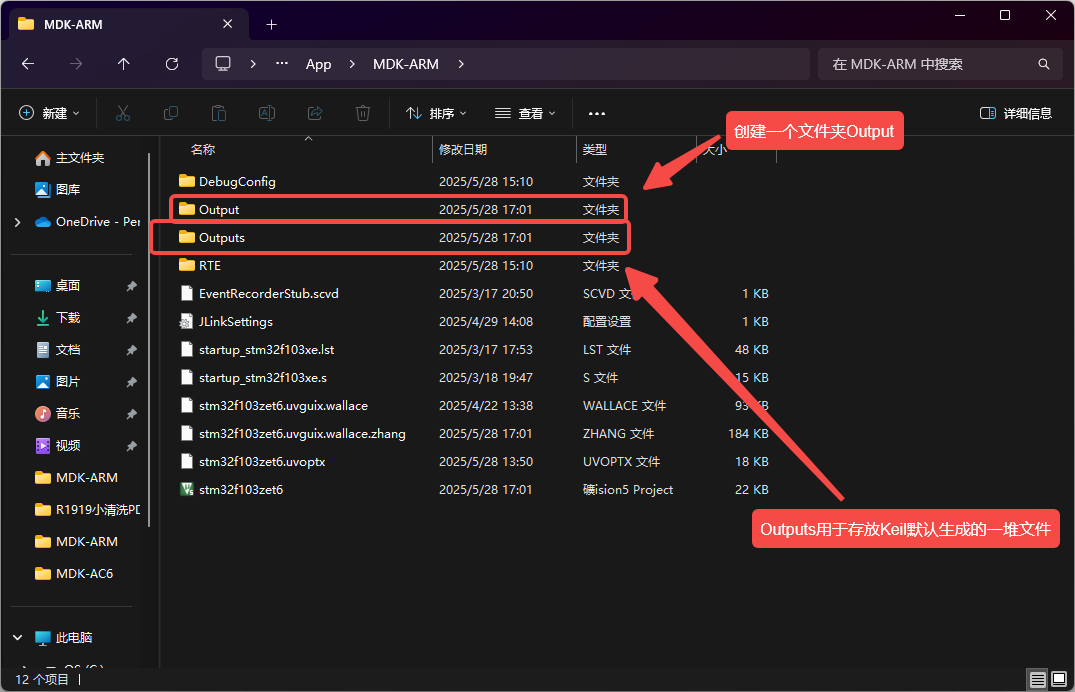 MDK-ARM
App
MDK-ARM
在 MDK-ARM 中搜索
新建
排序
查看
详细信息
创建一个文件夹Output
名称
修改日期
类型
大小
主文件夹
图库
OneDrive - Per
桌面
下载
文档
图片
音乐
视频
MDK-ARM
R1919小清洗PD
MDK-ARM
MDK-AC6
此电脑
DebugConfig 2025/5/28 15:10 文件夹
Output 2025/5/28 17:01 文件夹
Outputs 2025/5/28 17:01 文件夹
RTE 2025/5/28 15:10 文件夹
EventRecorderStub.scvd 2025/3/17 20:50 SCVD 文 1 KB
JLinkSettings 2025/4/29 14:08 配置设置 1 KB
startup_stm32f103xe.lst 2025/3/17 17:53 LST 文件 48 KB
startup_stm32f103xe.s 2025/3/18 19:47 S 文件 15 KB
stm32f103zet6.uvguix.wallace 2025/4/22 13:38 WALLACE 文件 93 KB
stm32f103zet6.uvguix.wallace.zhang 2025/5/28 17:01 ZHANG 文件 184 KB
stm32f103zet6.uvoptx 2025/5/28 13:50 UVOPTX 文件 18 KB
stm32f103zet6 2025/5/28 17:01 礦ision5 Project 22 KB
Outputs用于存放Keil默认生成的一堆文件
12 个项目